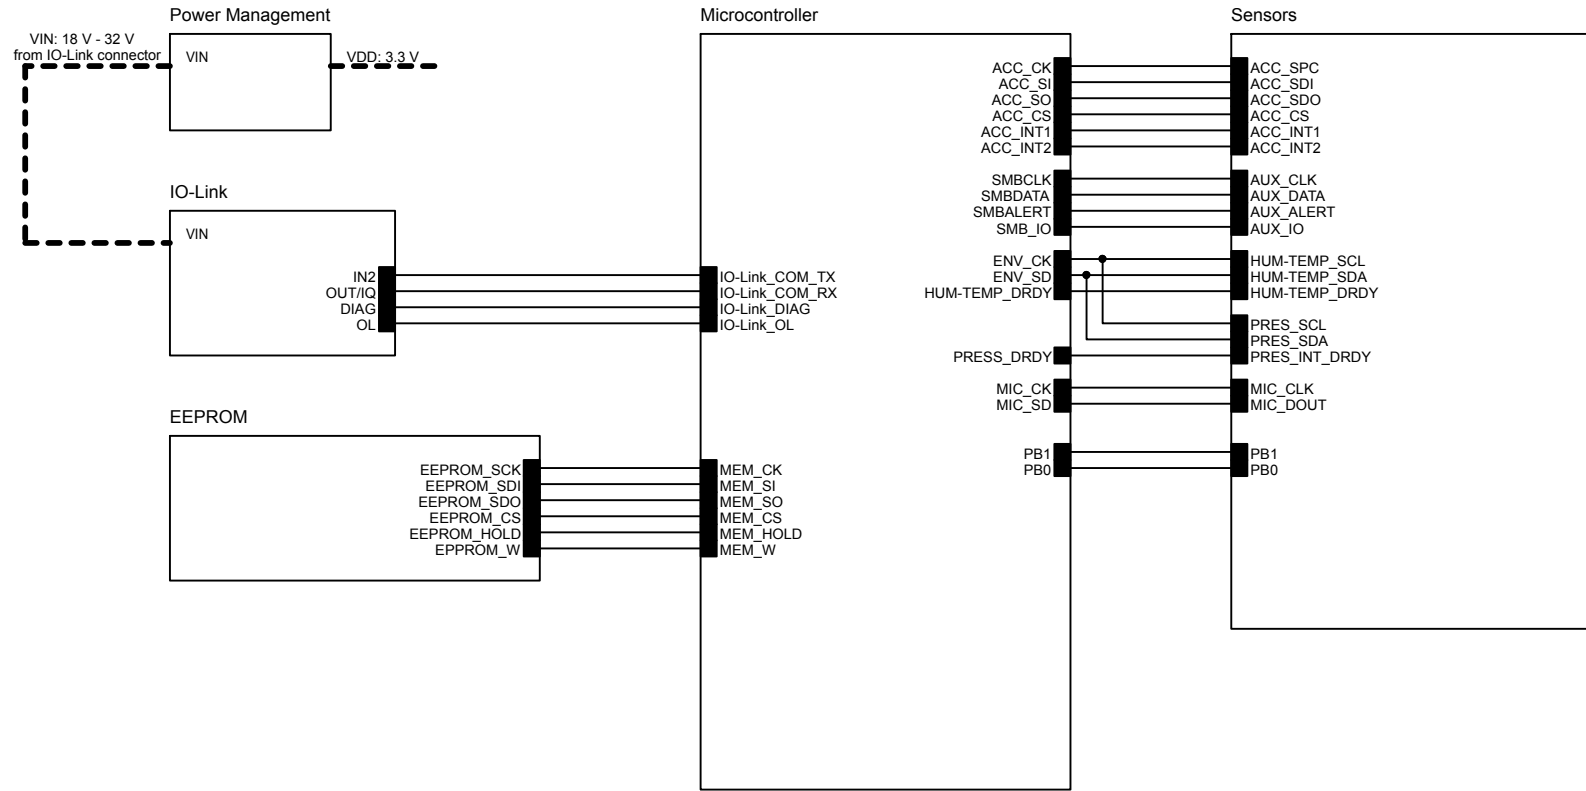 Power Management
VIN: 18 V - 32 V
from IO-Link connector
VIN
VDD: 3.3 V
IO-Link
VIN
IN2
OUT/IQ
DIAG
OL
EEPROM
EEPROM_SCK
EEPROM_SDI
EEPROM_SDO
EEPROM_CS
EEPROM_HOLD
EPPROM_W
Microcontroller
IO-Link_COM_TX
IO-Link_COM_RX
IO-Link_DIAG
IO-Link_OL
MEM_CK
MEM_SI
MEM_SO
MEM_CS
MEM_HOLD
MEM_W
ACC_CK
ACC_SI
ACC_SO
ACC_CS
ACC_INT1
ACC_INT2
SMBCLK
SMBDATA
SMBALERT
SMB_IO
ENV_CK
ENV_SD
HUM-TEMP_DRDY
PRESS_DRDY
MIC_CK
MIC_SD
PB1
PB0
Sensors
ACC_SPC
ACC_SDI
ACC_SDO
ACC_CS
ACC_INT1
ACC_INT2
AUX_CLK
AUX_DATA
AUX_ALERT
AUX_IO
HUM-TEMP_SCL
HUM-TEMP_SDA
HUM-TEMP_DRDY
PRES_SCL
PRES_SDA
PRES_INT_DRDY
MIC_CLK
MIC_DOUT
PB1
PB0